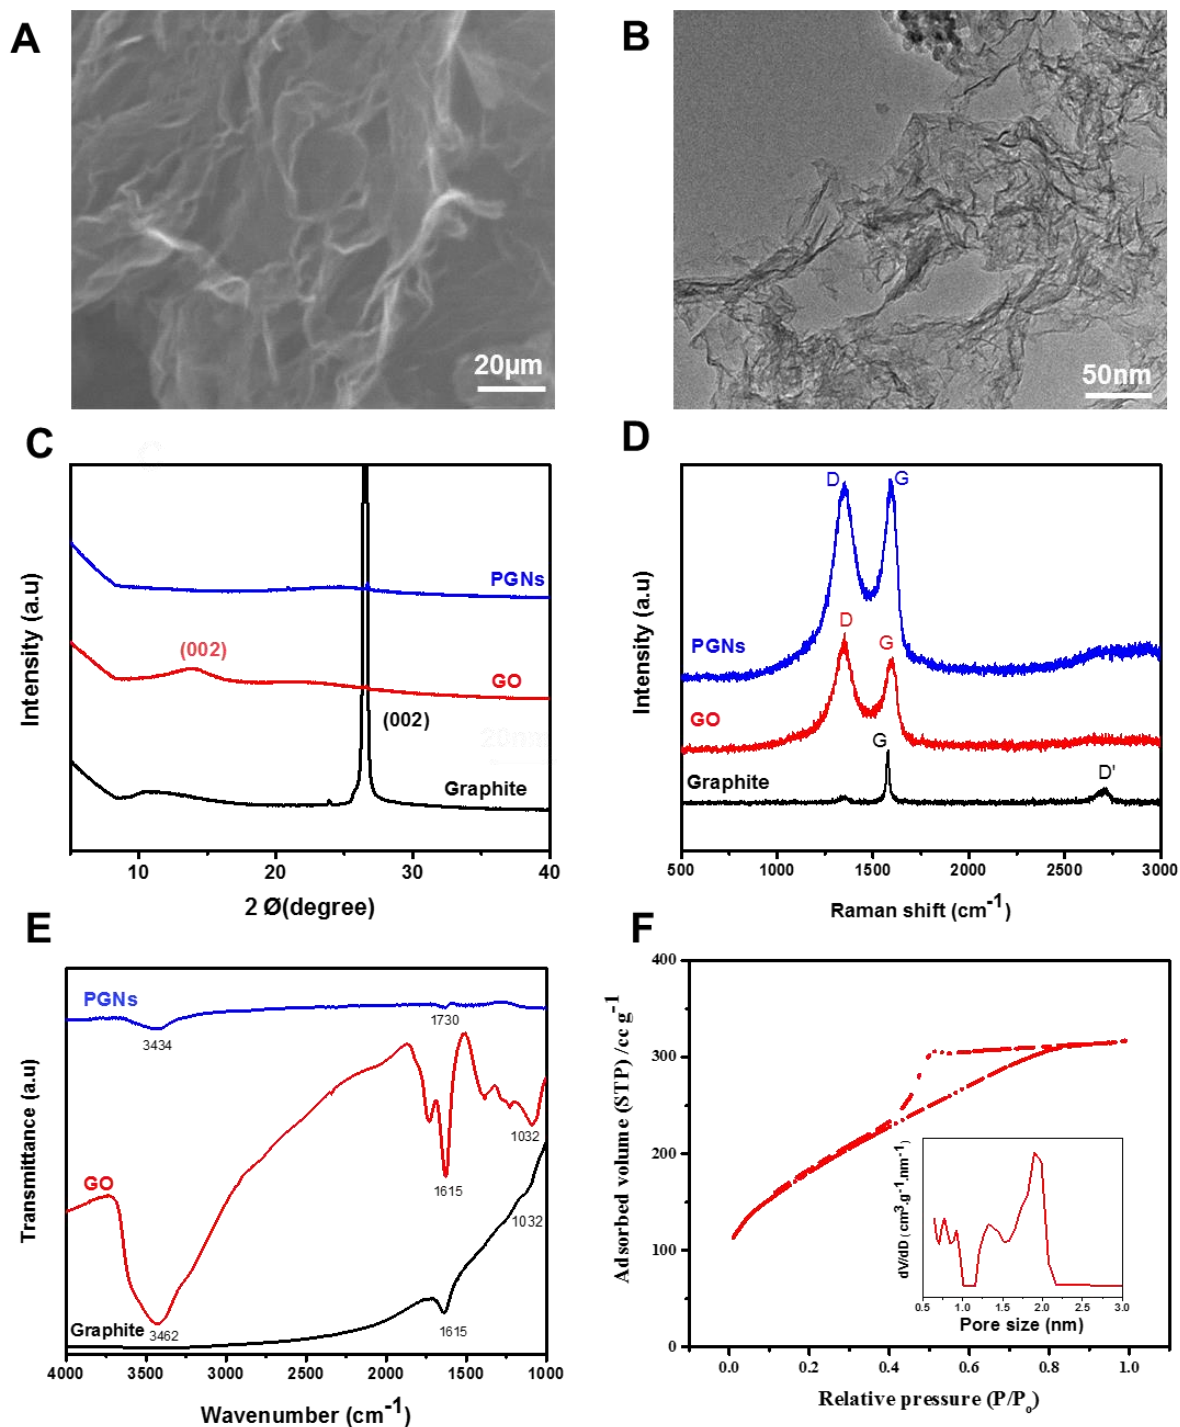 A
20μm
B
50nm
C
Intensity (a.u)
PGNs
(002)
GO
(002)
Graphite
10
20
30
40
2 Ø(degree)
D
Intensity (a.u)
D
G
PGNs
D
G
GO
G
Graphite
D'
500
1000
1500
2000
2500
3000
Raman shift (cm-1)
E
Transmittance (a.u)
PGNs
3434
1730
GO
3462
1615
1032
1032
Graphite
1615
4000
3500
3000
2500
2000
1500
1000
Wavenumber (cm-1)
F
Adsorbed volume (STP) /cc g-1
400
300
200
100
0
0.0
0.2
0.4
0.6
0.8
1.0
Relative pressure (P/Po)
dV/dD (cm3.g-1.nm-1)
0.5
1.0
1.5
2.0
2.5
3.0
Pore size (nm)